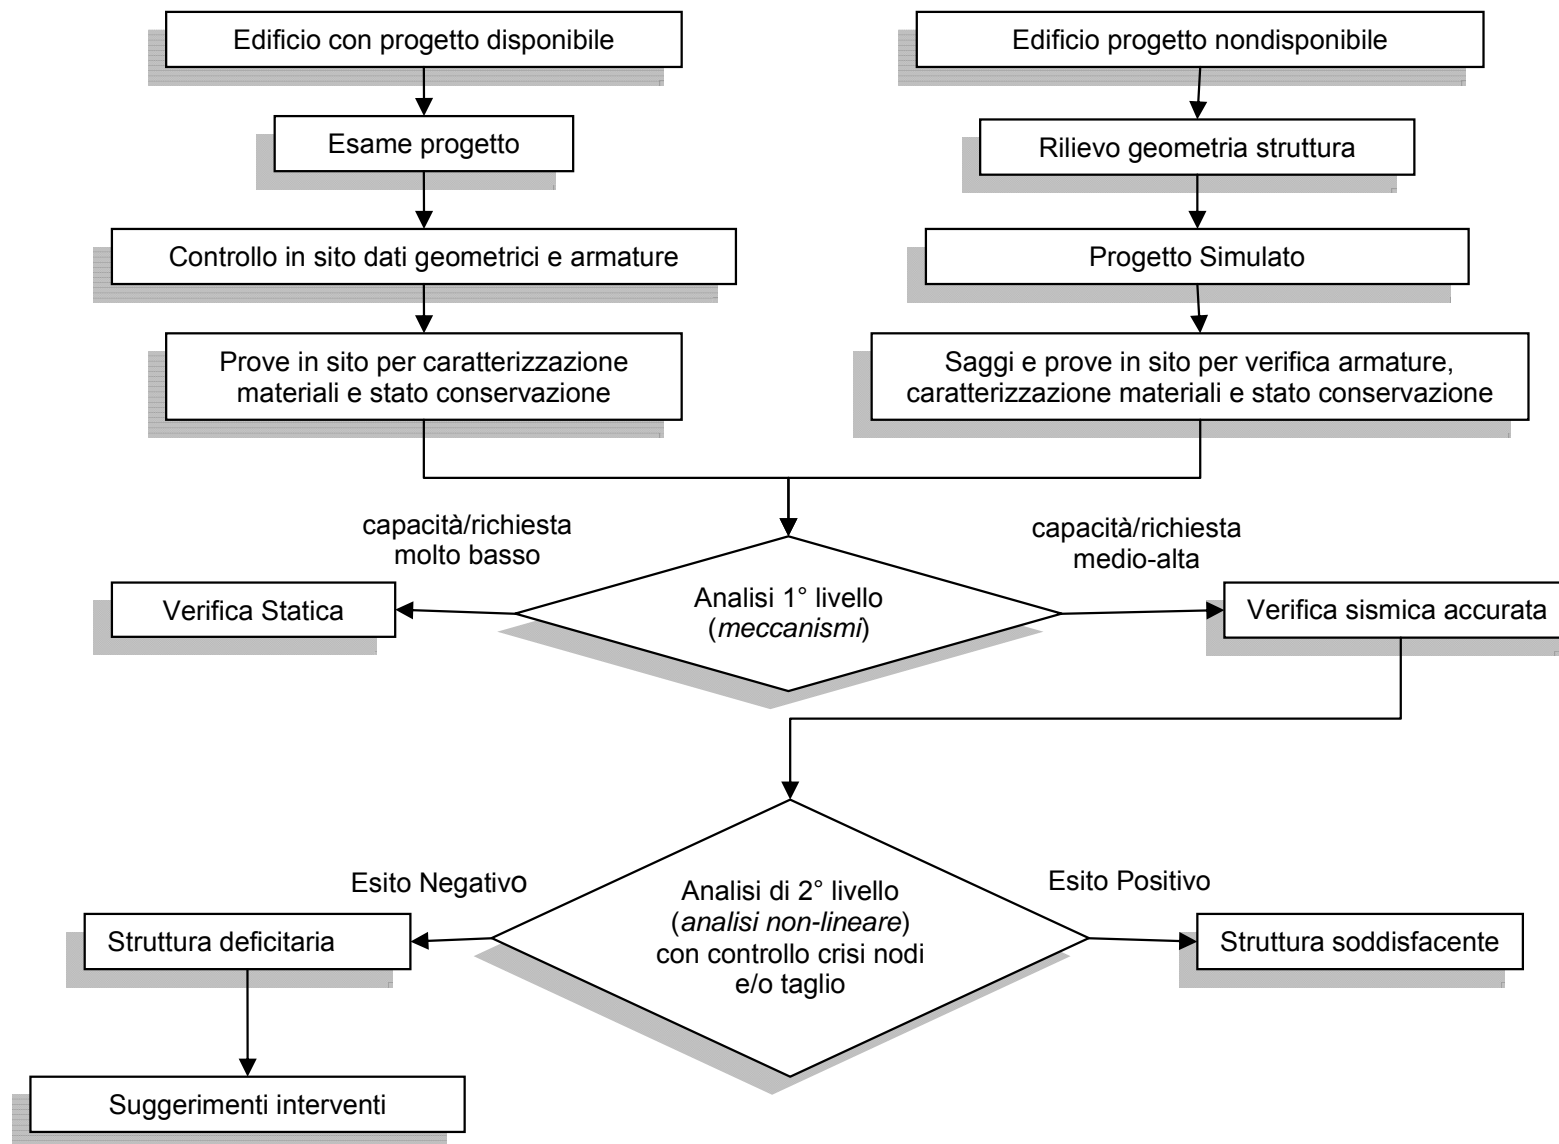 Edificio con progetto disponibile
Edificio progetto nondisponibile
Esame progetto
Rilievo geometria struttura
Controllo in sito dati geometrici e armature
Progetto Simulato
Prove in sito per caratterizzazione
materiali e stato conservazione
Saggi e prove in sito per verifica armature,
caratterizzazione materiali e stato conservazione
capacità/richiesta
molto basso
capacità/richiesta
medio-alta
Verifica Statica
Analisi 1° livello
(meccanismi)
Verifica sismica accurata
Esito Negativo
Esito Positivo
Struttura deficitaria
Analisi di 2° livello
(analisi non-lineare)
con controllo crisi nodi
e/o taglio
Struttura soddisfacente
Suggerimenti interventi